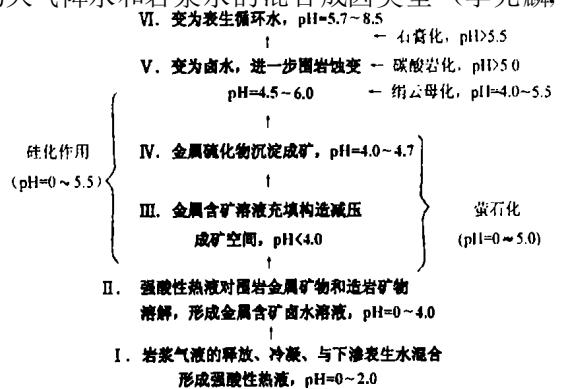 的大气降水和岩浆水的混合成因类型（李兆麟,
Ⅵ. 变为表生循环水，pH=5.7~8.5
← 石膏化，pH>5.5
Ⅴ. 变为卤水，进一步围岩蚀变 ← 碳酸岩化，pH>5.0
pH=4.5~6.0 ← 绢云母化，pH=4.0~5.5
硅化作用
(pH=0~5.5)
Ⅳ. 金属硫化物沉淀成矿，pH=4.0~4.7
Ⅲ. 金属含矿溶液充填构造减压
成矿空间，pH<4.0
萤石化
(pH=0~5.0)
Ⅱ. 强酸性热液对围岩金属矿物和造岩矿物
溶解，形成金属含矿卤水溶液，pH=0~4.0
Ⅰ. 岩浆气液的释放、冷凝、与下渗表生水混合
形成强酸性热液，pH=0~2.0